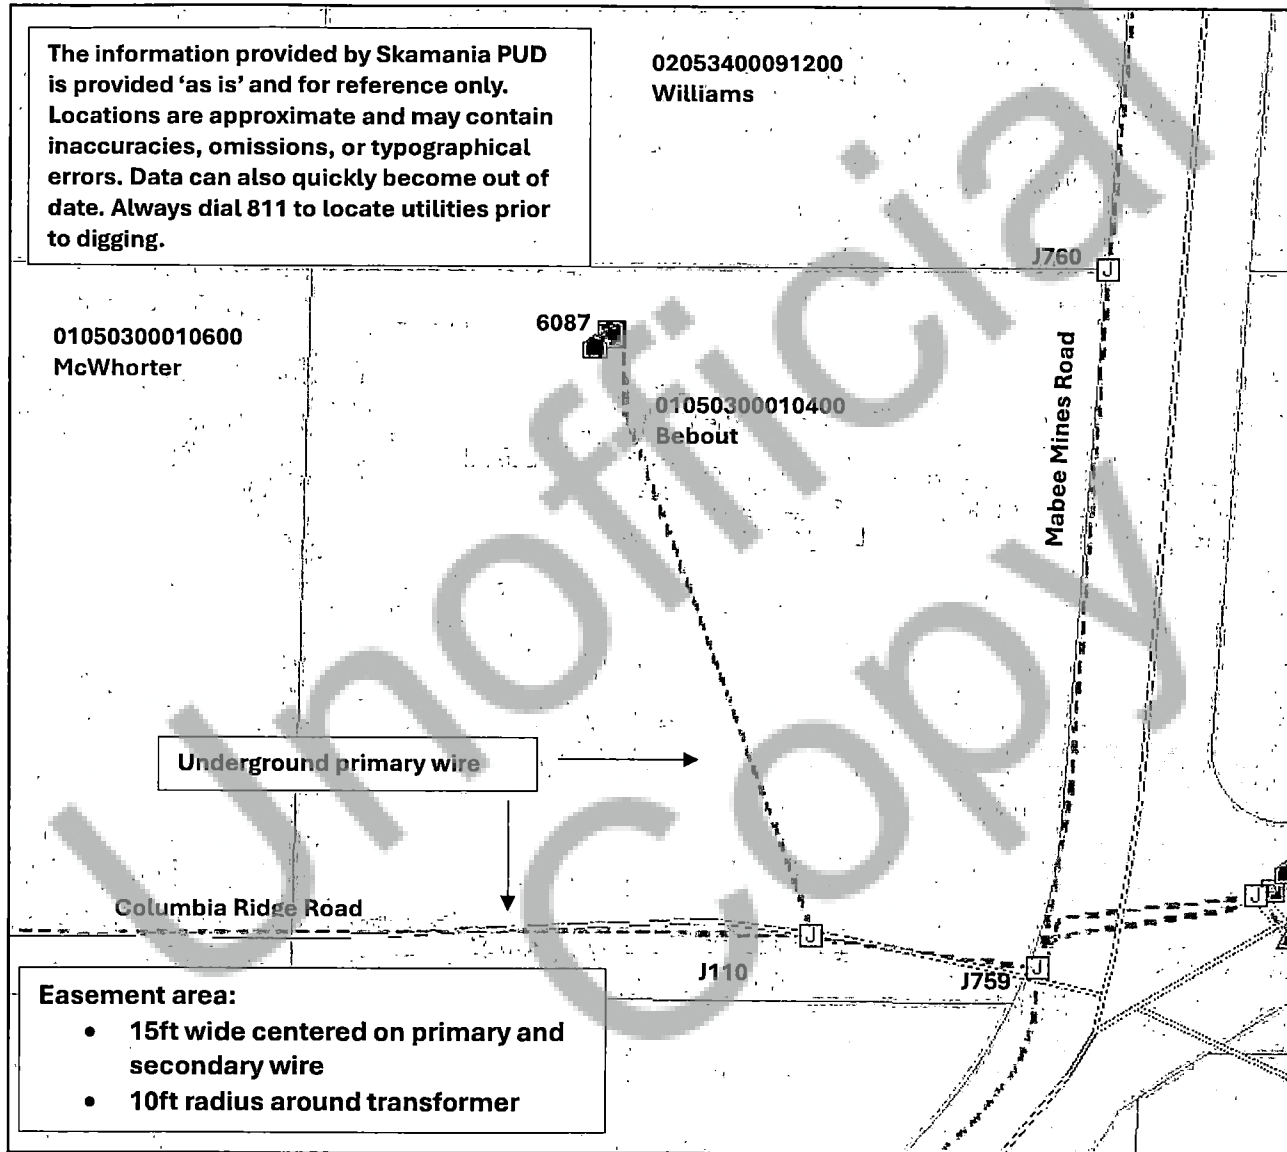 The information provided by Skamania PUD
is provided ‘as is’ and for reference only.
Locations are approximate and may contain
inaccuracies, omissions, or typographical
errors. Data can also quickly become out of
date. Always dial 811 to locate utilities prior
to digging.
02053400091200
Williams
J760
J
01050300010600
McWhorter
6087
01050300010400
Bebout
Mabee Mines Road
Underground primary wire
Columbia Ridge Road
J
J110
J759
J
J
Easement area:
• 15ft wide centered on primary and
secondary wire
• 10ft radius around transformer
Unofficial
Copy